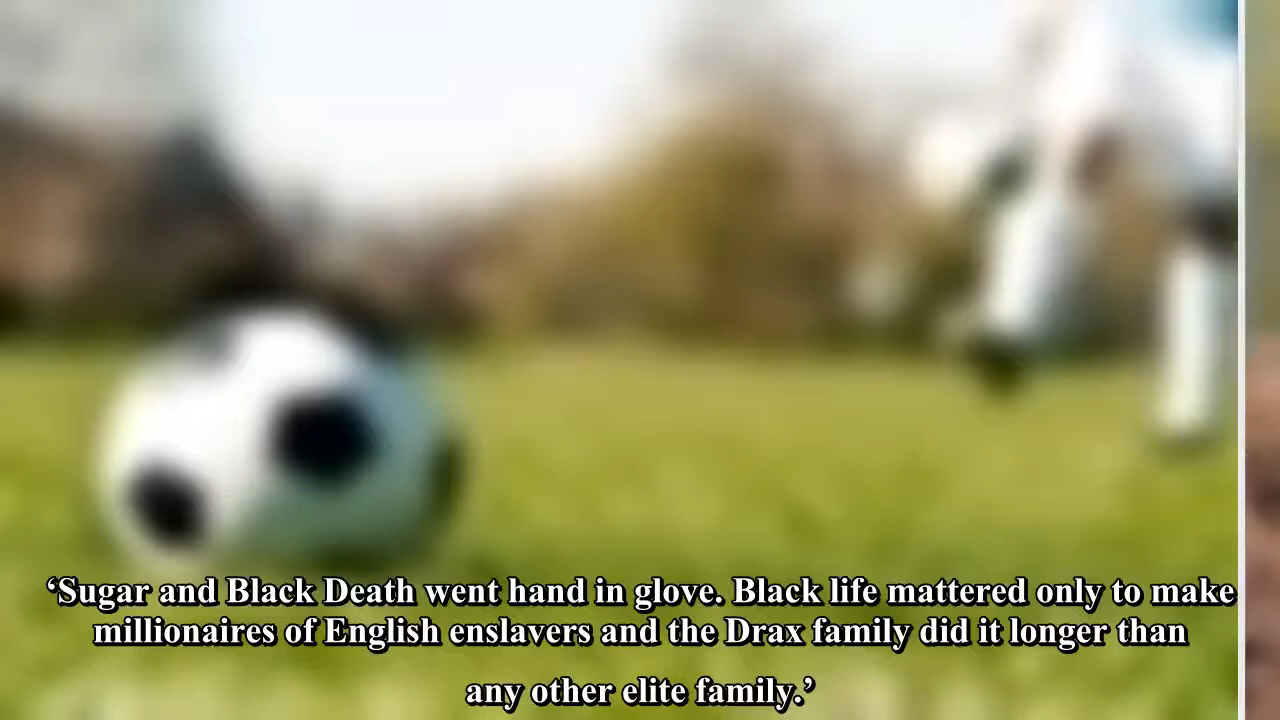 ‘Sugar and Black Death went hand in glove. Black life mattered only to make
millionaires of English enslavers and the Drax family did it longer than
any other elite family.’